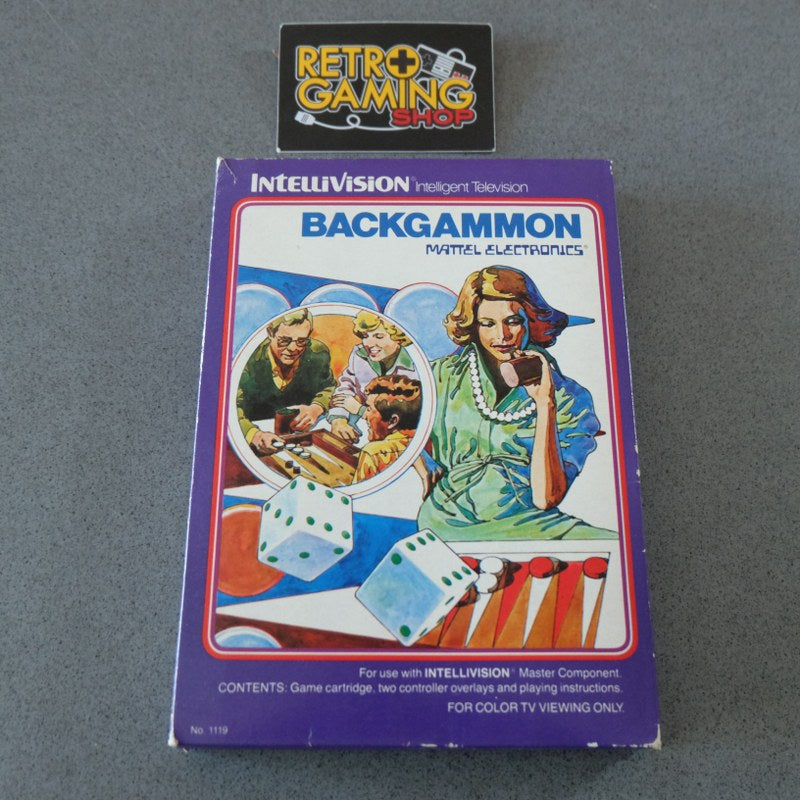 RETRO
GAMING
SHOP
INTELLIVISION® Intelligent Television
BACKGAMMON
MATTEL ELECTRONICS®
For use with INTELLIVISION® Master Component.
CONTENTS: Game cartridge, two controller overlays and playing instructions.
FOR COLOR TV VIEWING ONLY.
No. 1119